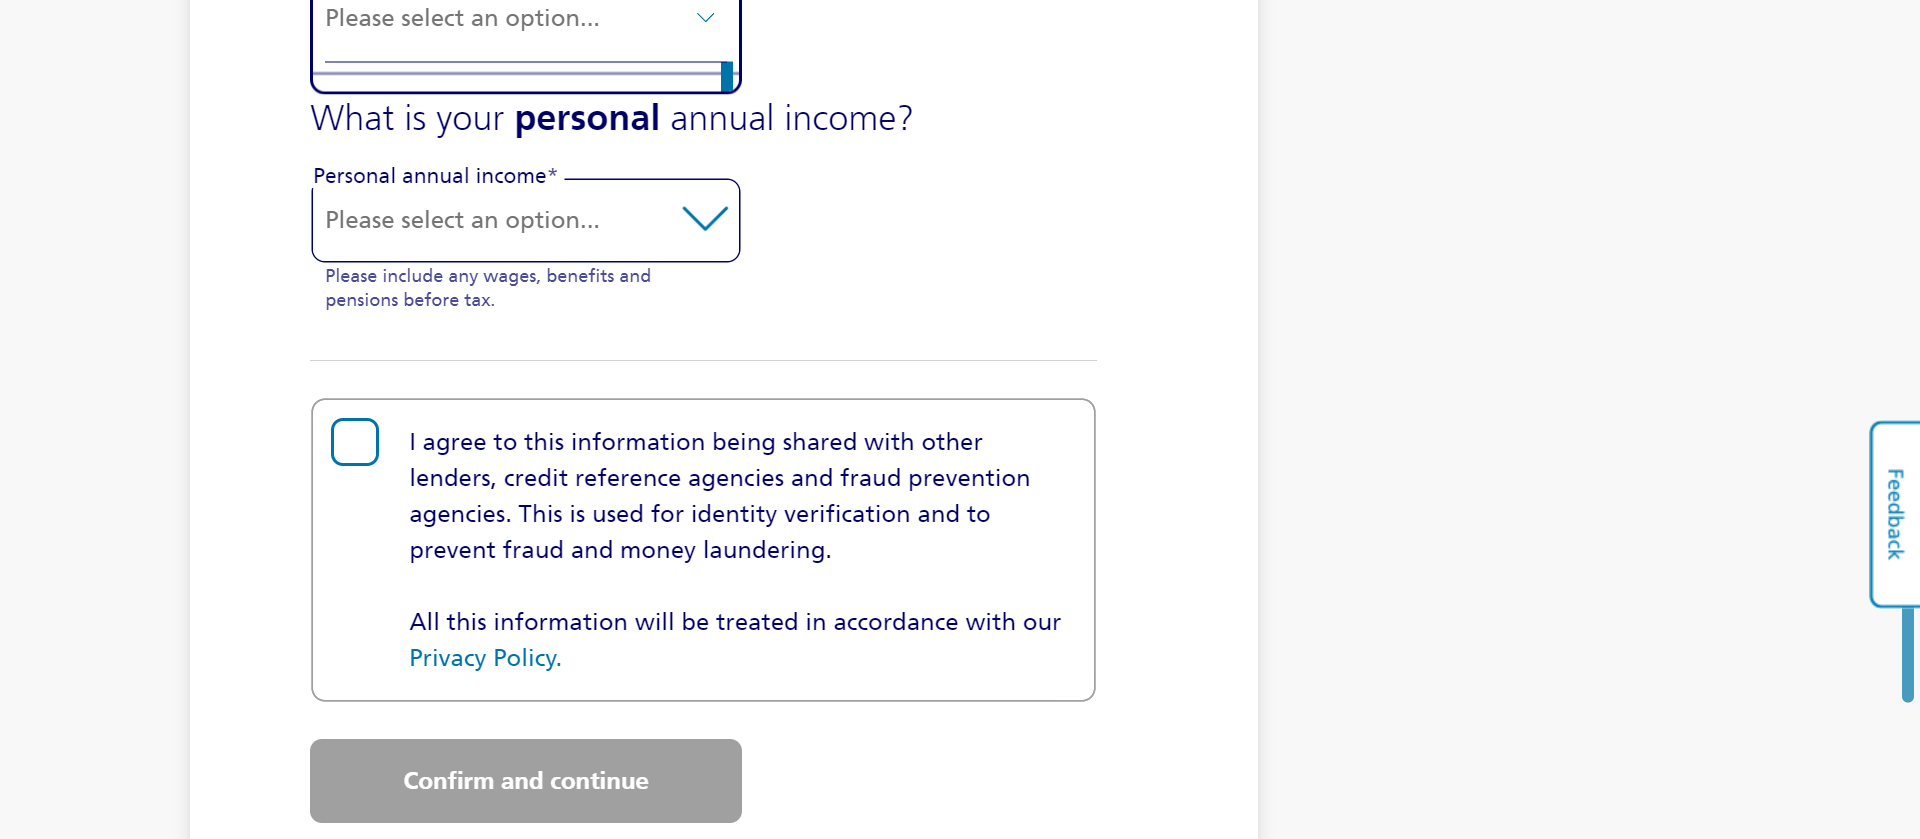 Please select an option...
What is your personal annual income?
Personal annual income*
Please select an option...
Please include any wages, benefits and
pensions before tax.
I agree to this information being shared with other
lenders, credit reference agencies and fraud prevention
agencies. This is used for identity verification and to
prevent fraud and money laundering.
All this information will be treated in accordance with our
Privacy Policy.
Confirm and continue
Feedback